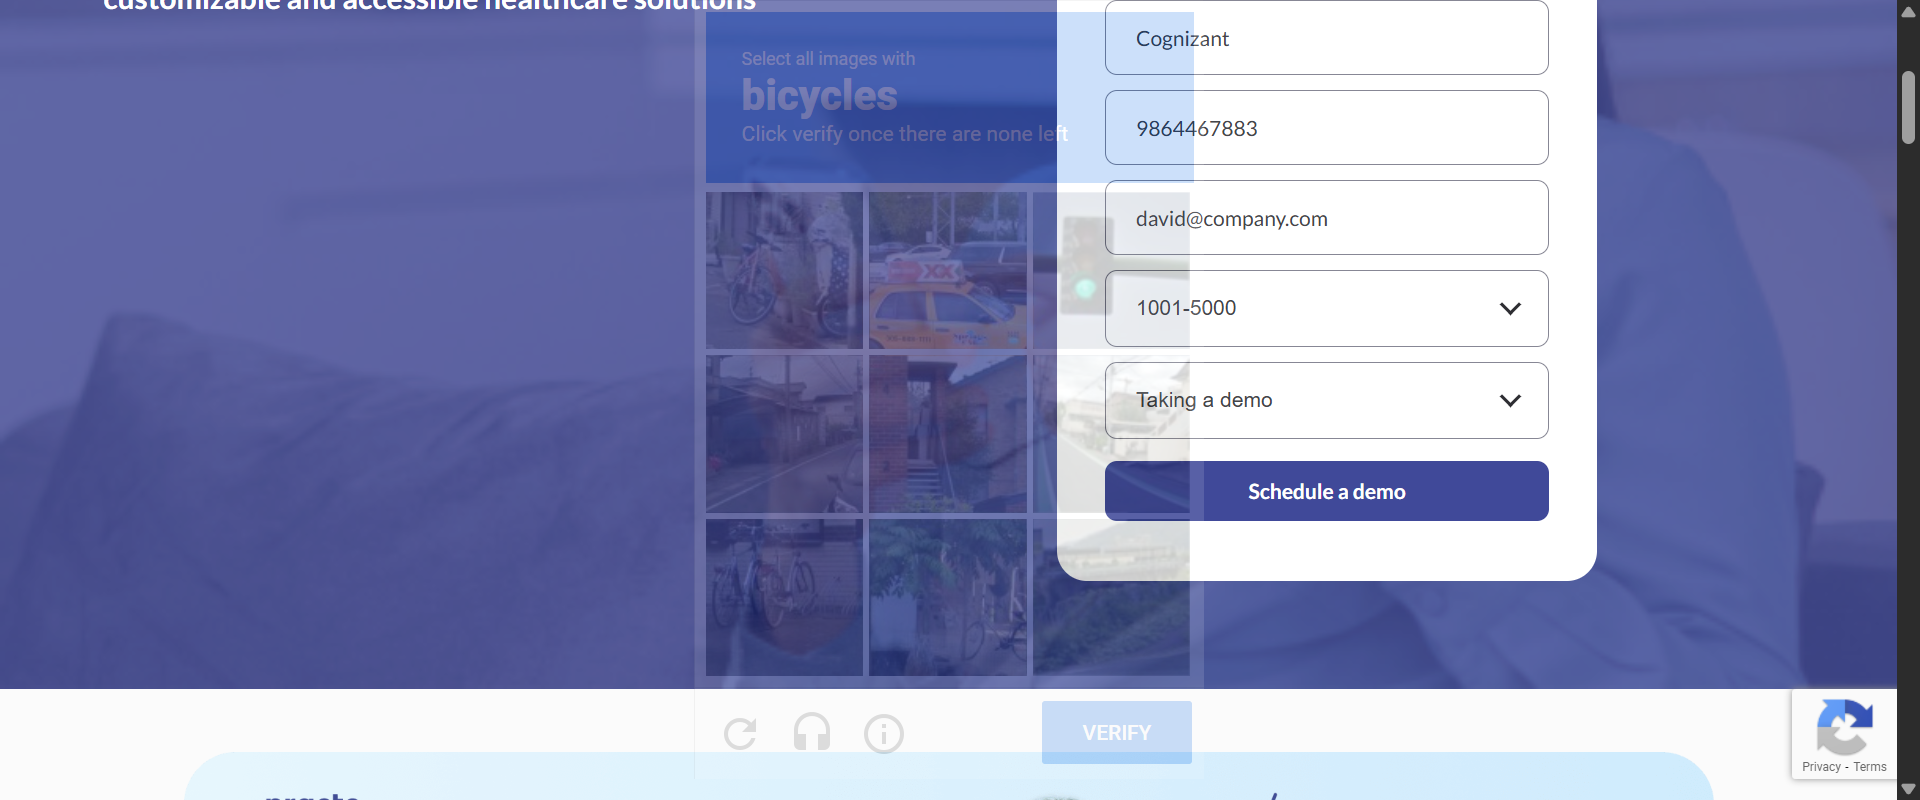 customizable and accessible healthcare solutions
Select all images with
bicycles
Click verify once there are none left
Cognizant
9864467883
david@company.com
1001-5000
Taking a demo
Schedule a demo
VERIFY
Privacy - Terms